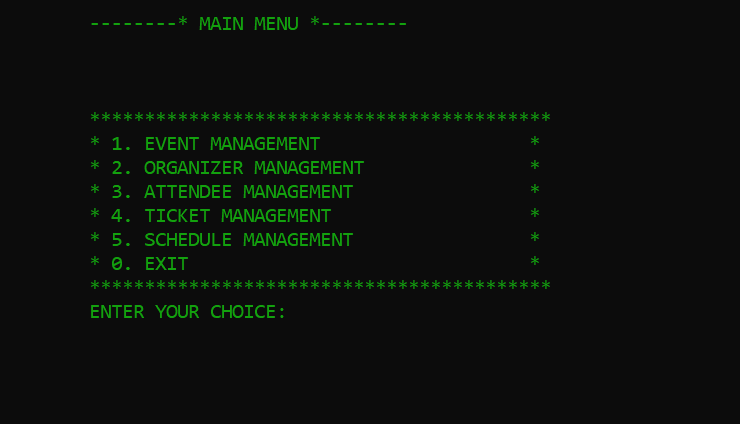 --------* MAIN MENU *--------
******************************************
* 1. EVENT MANAGEMENT                   *
* 2. ORGANIZER MANAGEMENT               *
* 3. ATTENDEE MANAGEMENT                *
* 4. TICKET MANAGEMENT                  *
* 5. SCHEDULE MANAGEMENT                *
* 0. EXIT                               *
******************************************
ENTER YOUR CHOICE: